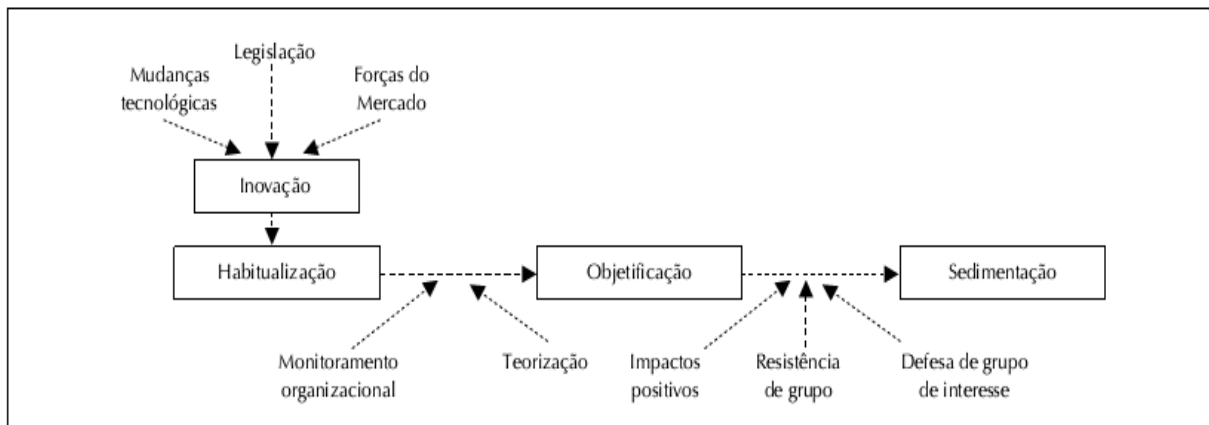 Legislação
Mudanças
tecnológicas
Forças do
Mercado
Inovação
Habitualização
Objetificação
Sedimentação
Monitoramento
organizacional
Teorização
Impactos
positivos
Resistência
de grupo
Defesa de grupo
de interesse